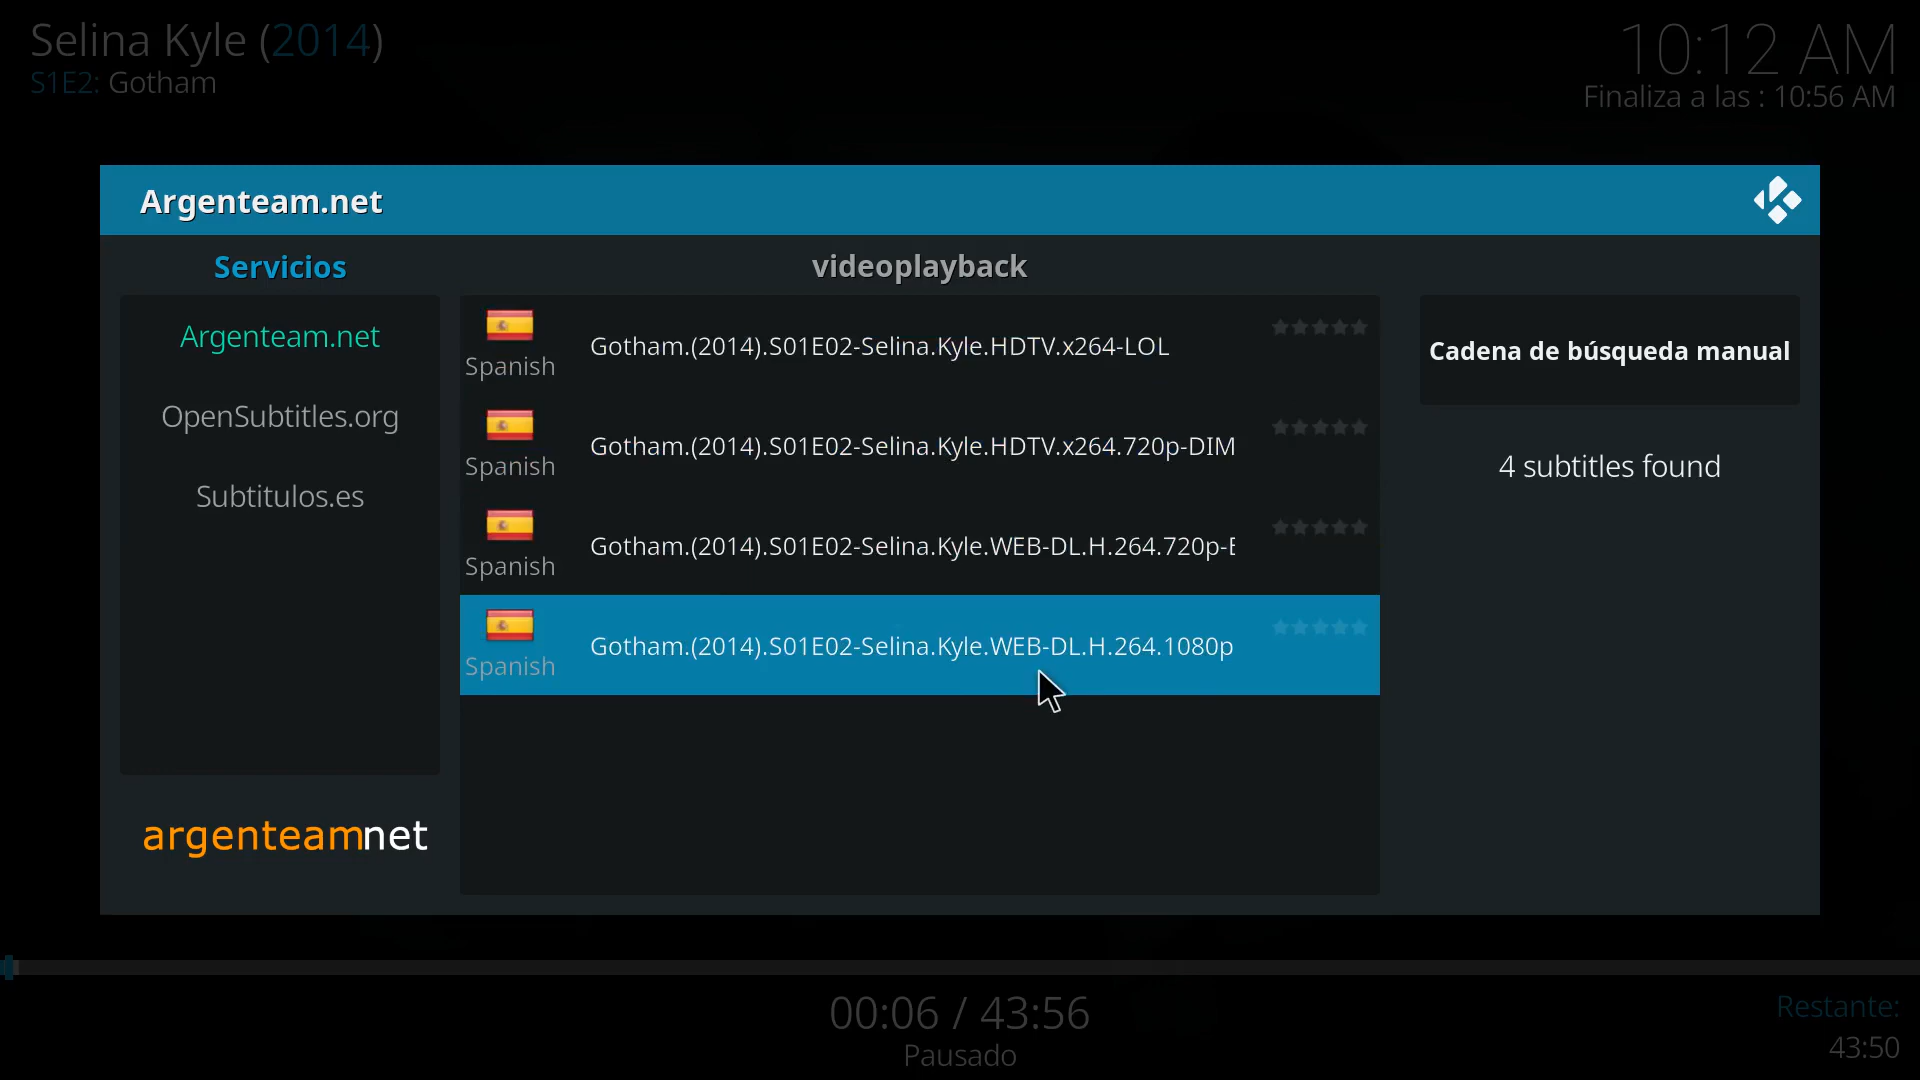 Selina Kyle (2014)
S1E2: Gotham
10:12 AM
Finaliza a las : 10:56 AM
Argenteam.net
Servicios
Argenteam.net
OpenSubtitles.org
Subtitulos.es
argenteamnet
videoplayback
Spanish
Gotham.(2014).S01E02-Selina.Kyle.HDTV.x264-LOL
Spanish
Gotham.(2014).S01E02-Selina.Kyle.HDTV.x264.720p-DIM
Spanish
Gotham.(2014).S01E02-Selina.Kyle.WEB-DL.H.264.720p-E
Spanish
Gotham.(2014).S01E02-Selina.Kyle.WEB-DL.H.264.1080p
Cadena de búsqueda manual
4 subtitles found
00:06 / 43:56
Pausado
Restante:
43:50